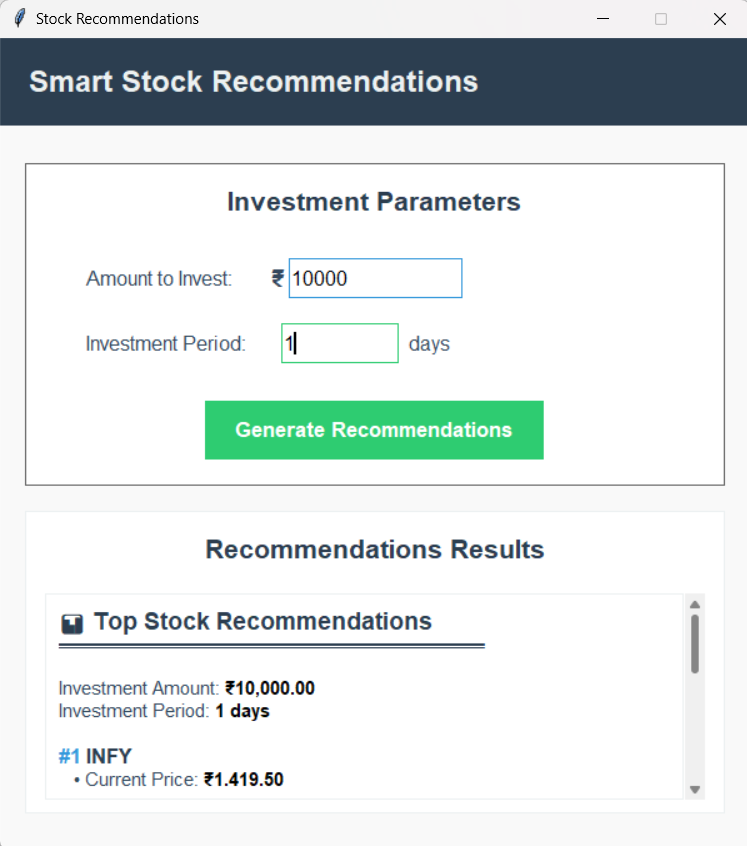 Stock Recommendations
Smart Stock Recommendations
Investment Parameters
Amount to Invest: ₹ 10000
Investment Period: 1 days
Generate Recommendations
Recommendations Results
Top Stock Recommendations
Investment Amount: ₹10,000.00
Investment Period: 1 days
#1 INFY
• Current Price: ₹1.419.50